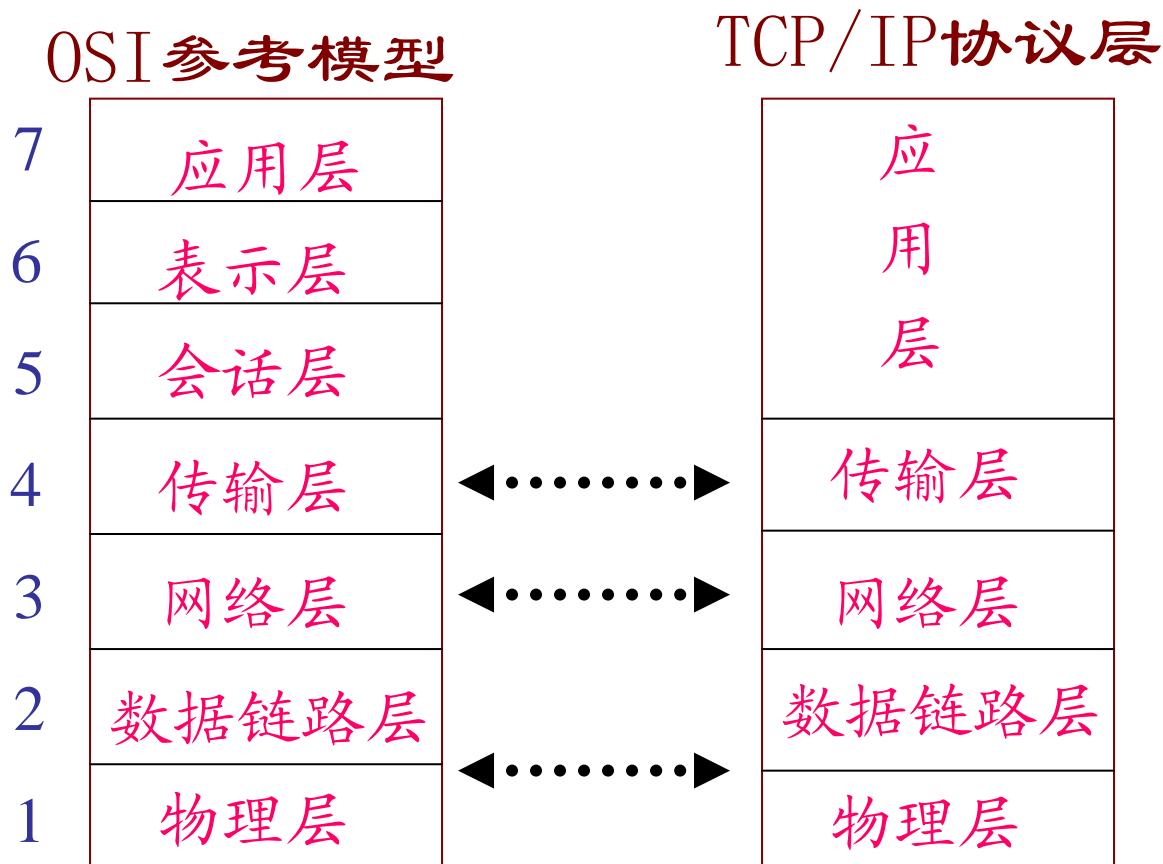 OSI参考模型
TCP/IP协议层
7
应用层
6
表示层
5
会话层
4
传输层
3
网络层
2
数据链路层
1
物理层
应
用
层
传输层
网络层
数据链路层
物理层